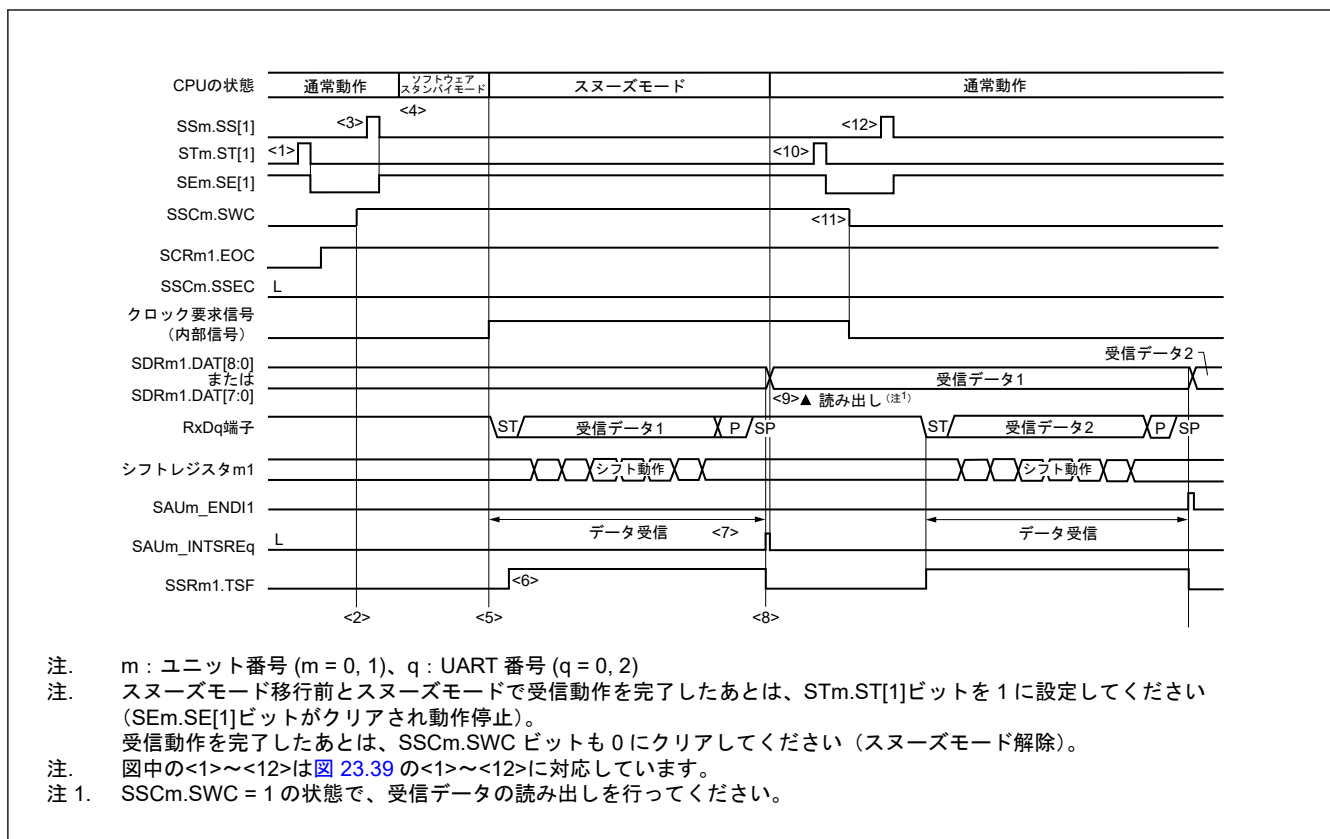 CPUの状態 通常動作 ソフトウェア スタンバイモード スヌーズモード 通常動作
<4>
SSm.SS[1] <3> <12>
STm.ST[1] <1> <10>
SEm.SE[1]
SSCm.SWC <11>
SCRm1.EOC
SSCm.SSEC L
クロック要求信号
(内部信号)
受信データ2
SDRm1.DAT[8:0]
または 受信データ1
SDRm1.DAT[7:0]
<9>▲ 読み出し(注1)
RxDq端子 ST 受信データ1 P SP ST 受信データ2 P SP
シフトレジスタm1 シフト動作 シフト動作
SAUm_ENDI1
データ受信 <7> データ受信
SAUm_INTSREq L
SSRm1.TSF <6>
<2> <5> <8>
注. m：ユニット番号 (m = 0, 1)、q：UART 番号 (q = 0, 2)
注. スヌーズモード移行前とスヌーズモードで受信動作を完了したあとは、STm.ST[1]ビットを 1 に設定してください
（SEm.SE[1]ビットがクリアされ動作停止）。
受信動作を完了したあとは、SSCm.SWC ビットも 0 にクリアしてください（スヌーズモード解除）。
注. 図中の<1>～<12>は図 23.39 の<1>～<12>に対応しています。
注 1. SSCm.SWC = 1 の状態で、受信データの読み出しを行ってください。